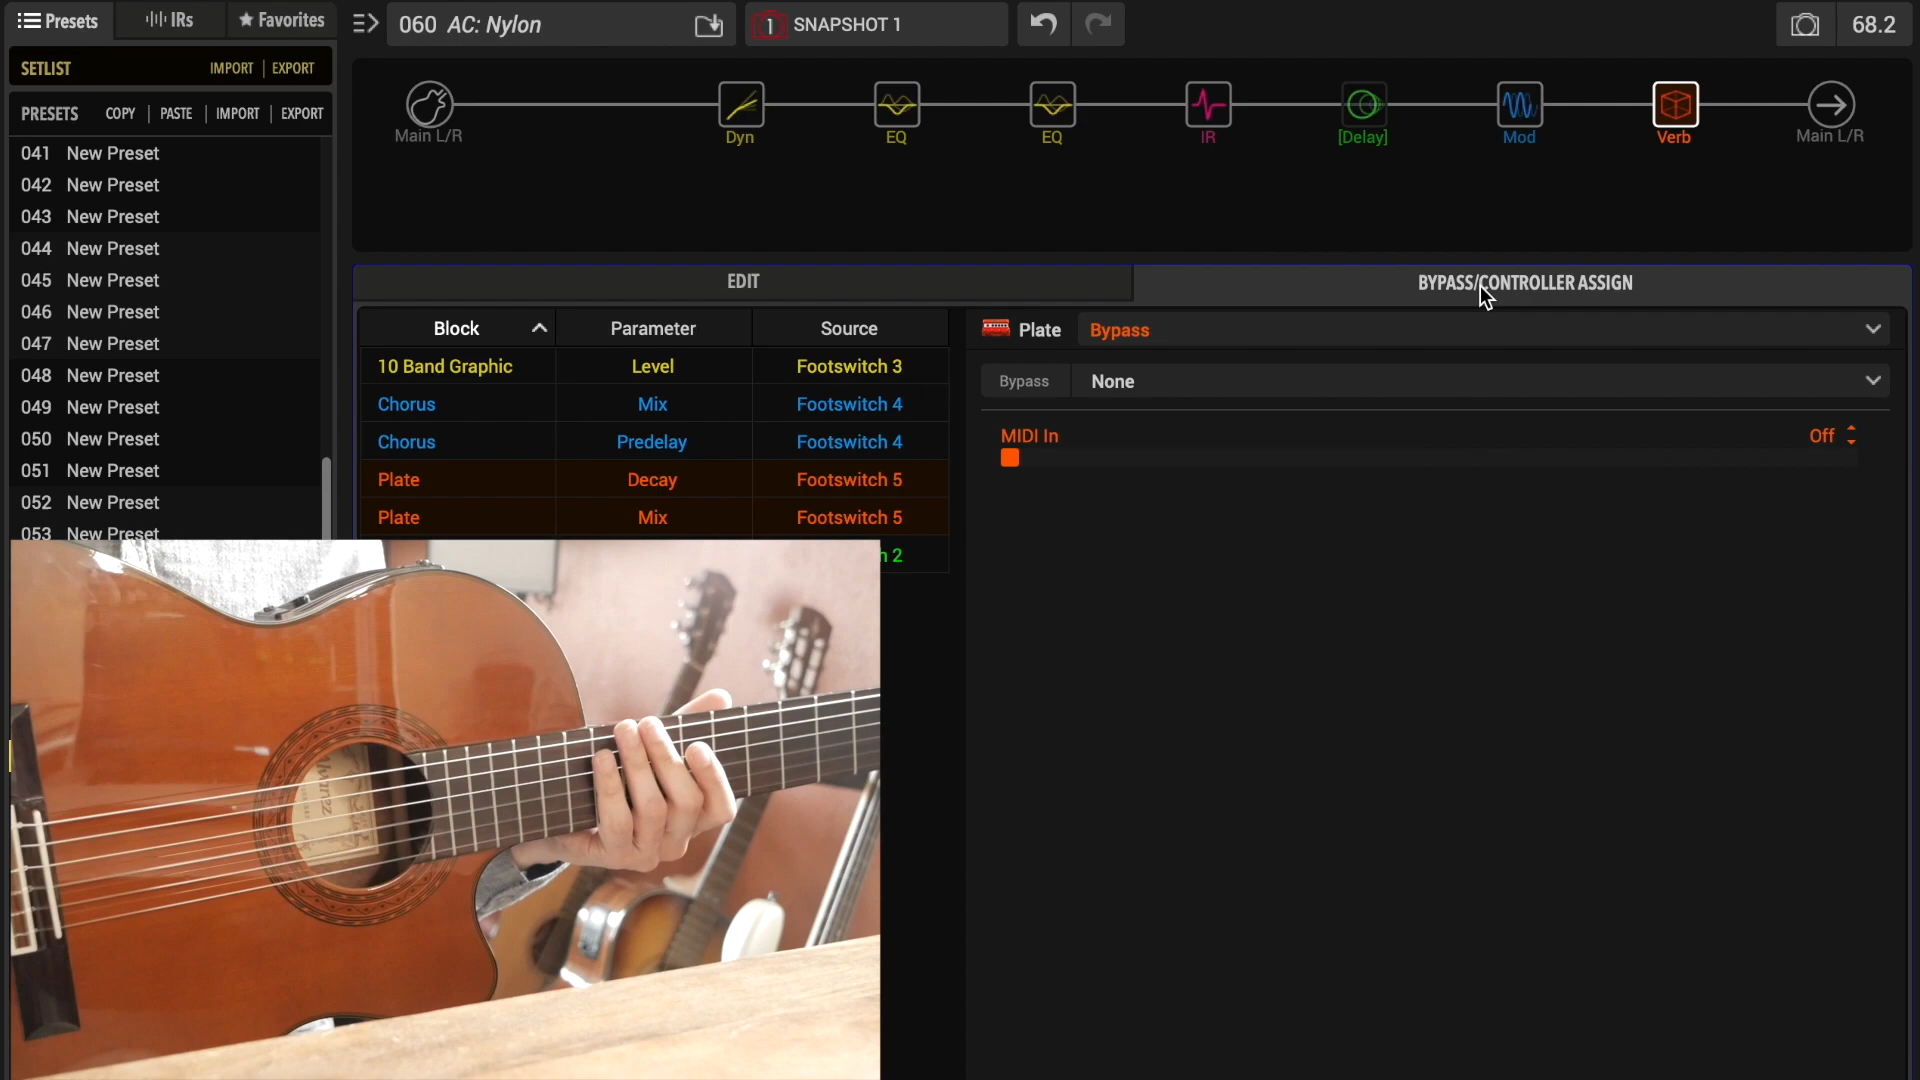 Presets
IRs
Favorites
060 AC: Nylon
1 SNAPSHOT 1
68.2
SETLIST
IMPORT | EXPORT
PRESETS COPY | PASTE | IMPORT | EXPORT
041 New Preset
042 New Preset
043 New Preset
044 New Preset
045 New Preset
046 New Preset
047 New Preset
048 New Preset
049 New Preset
050 New Preset
051 New Preset
052 New Preset
053 New Preset
Main L/R
Dyn
EQ
EQ
IR
[Delay]
Mod
Verb
Main L/R
EDIT
BYPASS/CONTROLLER ASSIGN
Block Parameter Source
10 Band Graphic Level Footswitch 3
Chorus Mix Footswitch 4
Chorus Predelay Footswitch 4
Plate Decay Footswitch 5
Plate Mix Footswitch 5
h 2
Plate Bypass
Bypass None
MIDI In Off
Alvarez